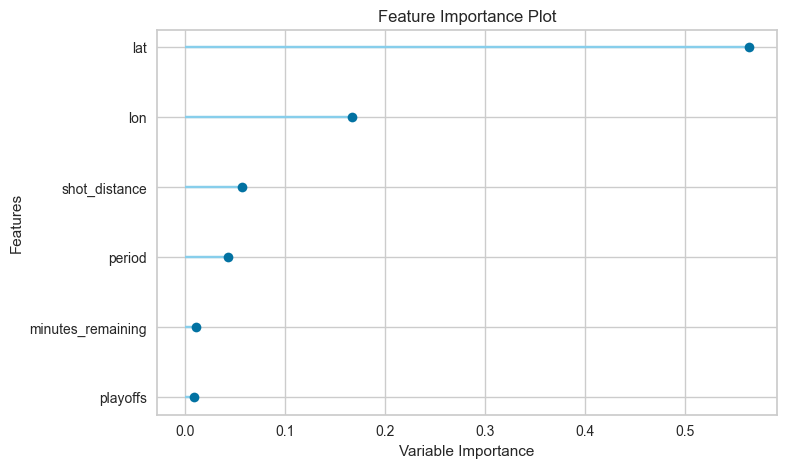 Feature Importance Plot
lat
lon
shot_distance
period
minutes_remaining
playoffs
Features
0.0 0.1 0.2 0.3 0.4 0.5
Variable Importance